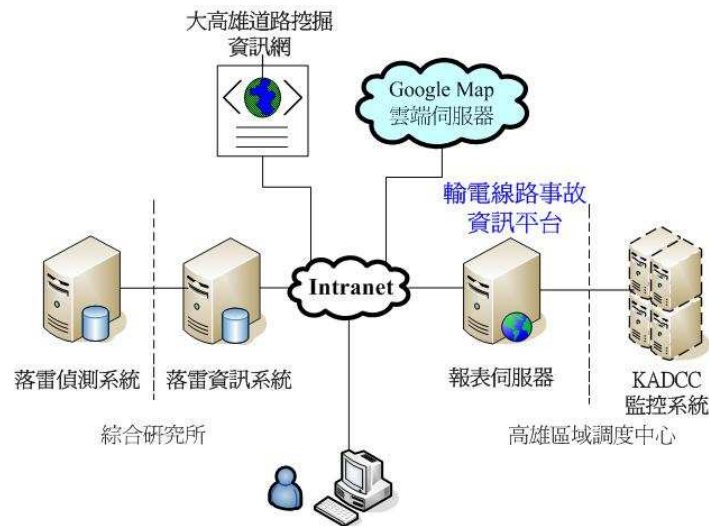 大高雄道路挖掘
資訊網
Google Map
雲端伺服器
輸電線路事故
資訊平台
Intranet
落雷偵測系統
落雷資訊系統
報表伺服器
KADCC
監控系統
綜合研究所
高雄區域調度中心